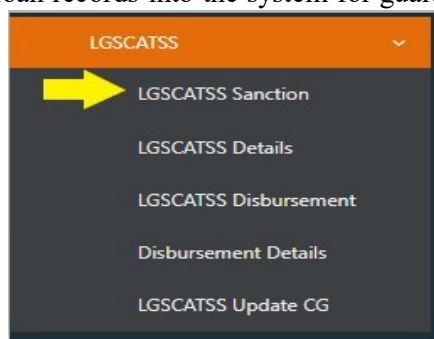 LGSCATSS
LGSCATSS Sanction
LGSCATSS Details
LGSCATSS Disbursement
Disbursement Details
LGSCATSS Update CG